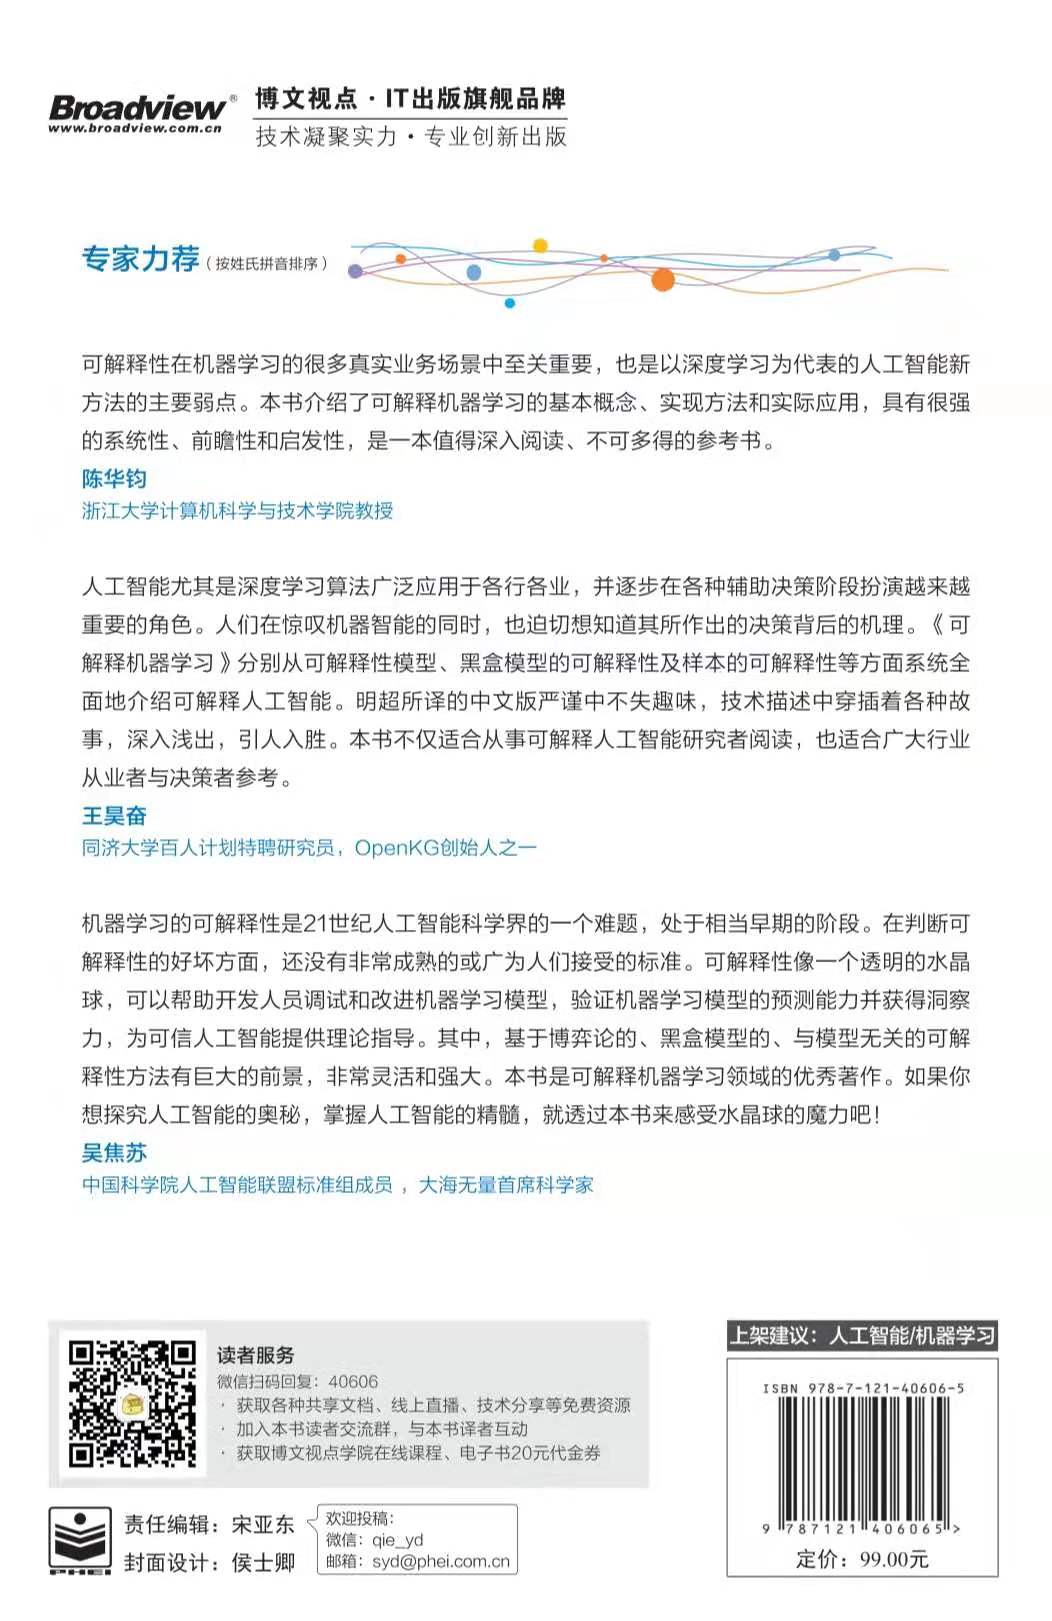 Broadview®
www.broadview.com.cn
博文视点·IT出版旗舰品牌
技术凝聚实力·专业创新出版
专家力荐（按姓氏拼音排序）
可解释性在机器学习的很多真实业务场景中至关重要，也是以深度学习为代表的人工智能新
方法的主要弱点。本书介绍了可解释机器学习的基本概念、实现方法和实际应用，具有很强
的系统性、前瞻性和启发性，是一本值得深入阅读、不可多得的参考书。
陈华钧
浙江大学计算机科学与技术学院教授
人工智能尤其是深度学习算法广泛应用于各行各业，并逐步在各种辅助决策阶段扮演越来越
重要的角色。人们在惊叹机器智能的同时，也迫切想知道其所作出的决策背后的机理。《可
解释机器学习》分别从可解释性模型、黑盒模型的可解释性及样本的可解释性等方面系统全
面地介绍可解释人工智能。明超所译的中文版严谨中不失趣味，技术描述中穿插着各种故
事，深入浅出，引人入胜。本书不仅适合从事可解释人工智能研究者阅读，也适合广大行业
从业者与决策者参考。
王昊奋
同济大学百人计划特聘研究员，OpenKG创始人之一
机器学习的可解释性是21世纪人工智能科学界的一个难题，处于相当早期的阶段。在判断可
解释性的好坏方面，还没有非常成熟的或广为人们接受的标准。可解释性像一个透明的水晶
球，可以帮助开发人员调试和改进机器学习模型，验证机器学习模型的预测能力并获得洞察
力，为可信人工智能提供理论指导。其中，基于博弈论的、黑盒模型的、与模型无关的可解
释性方法有巨大的前景，非常灵活和强大。本书是可解释机器学习领域的优秀著作。如果你
想探究人工智能的奥秘，掌握人工智能的精髓，就透过本书来感受水晶球的魔力吧！
吴焦苏
中国科学院人工智能联盟标准组成员，大海无量首席科学家
读者服务
微信扫码回复：40606
· 获取各种共享文档、线上直播、技术分享等免费资源
· 加入本书读者交流群，与本书译者互动
· 获取博文视点学院在线课程、电子书20元代金券
PHEI
责任编辑：宋亚东
封面设计：侯士卿
欢迎投稿：
微信：qie_yd
邮箱：syd@phei.com.cn
上架建议：人工智能/机器学习
ISBN 978-7-121-40606-5
9 787121 406065 >
定价：99.00元